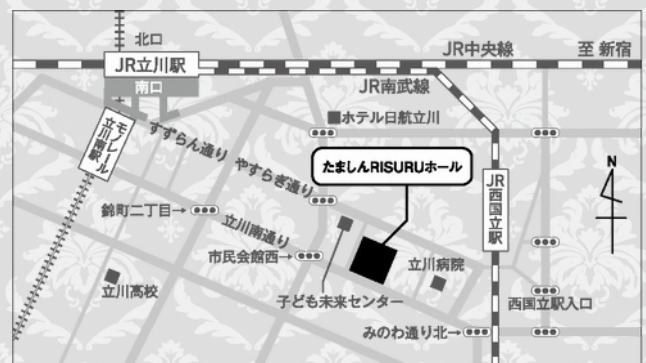 北口
JR立川駅
南口
JR中央線
至 新宿
JR南武線
ホテル日航立川
モノレール
立川南駅
すずらん通り
やすらぎ通り
たましんRISURUホール
N
JR西国立駅
錦町二丁目→
立川南通り
市民会館西→
立川病院
立川高校
子ども未来センター
西国立駅入口
みのわ通り北→